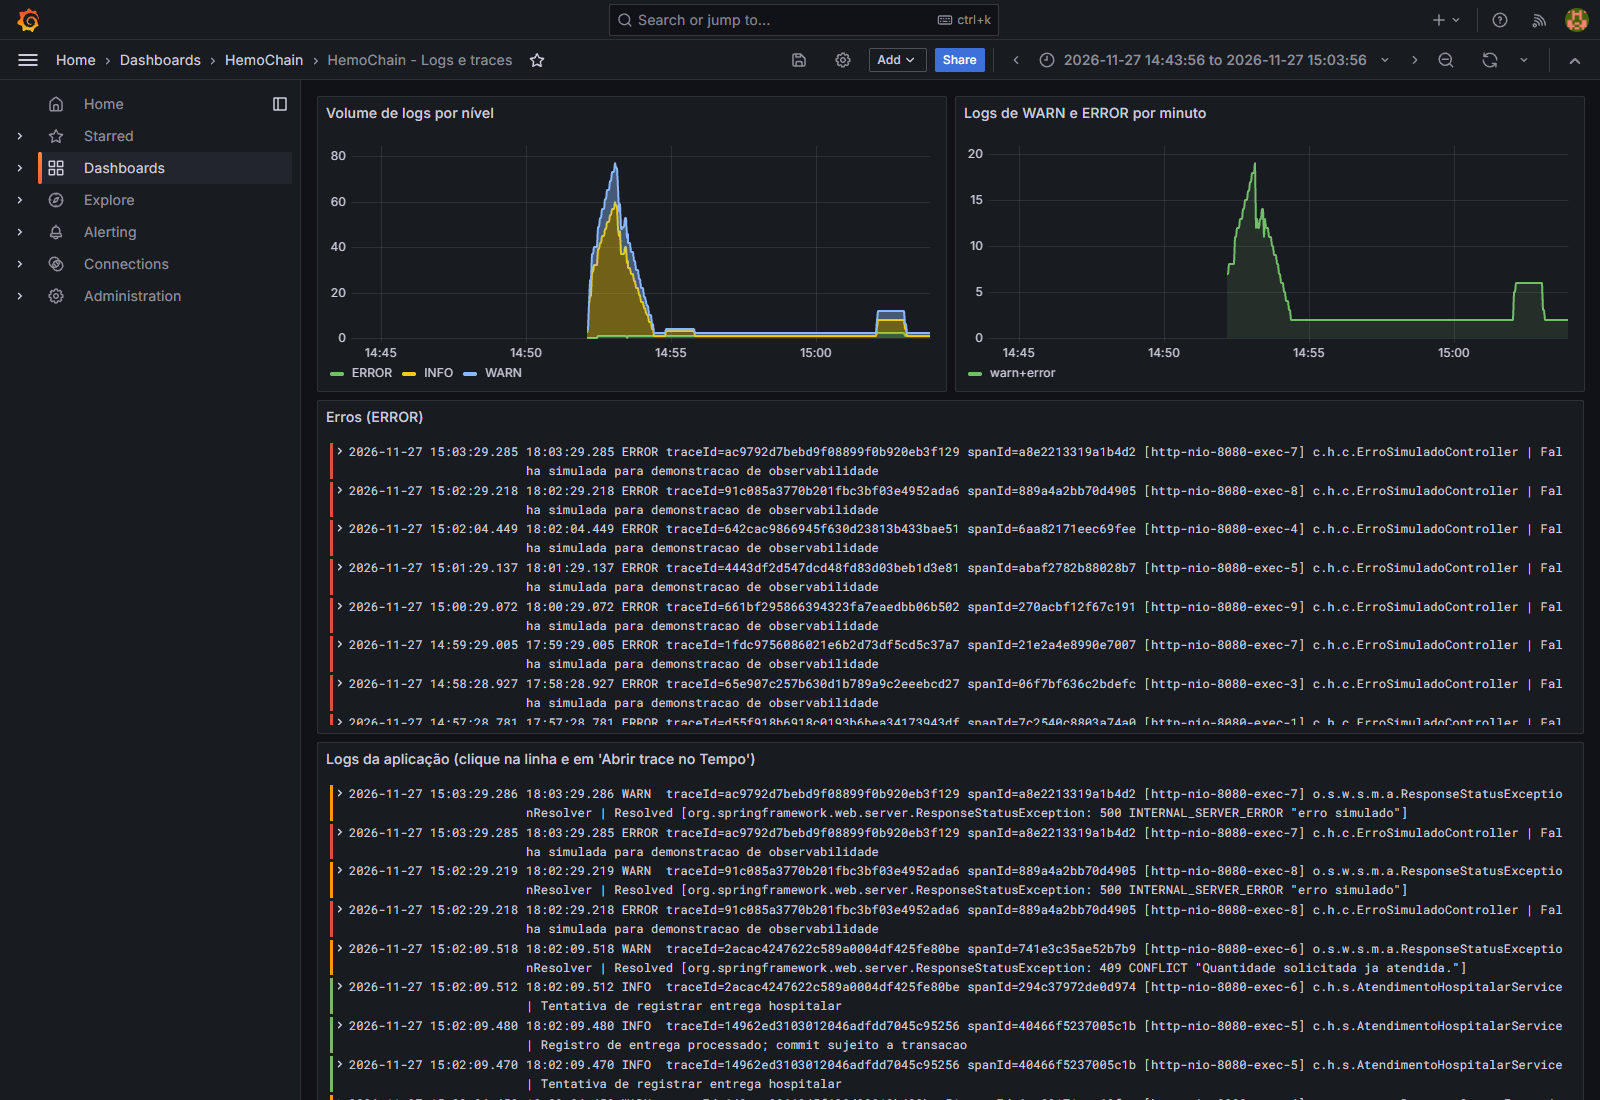 Search or jump to...
ctrl+k
Home › Dashboards › HemoChain › HemoChain - Logs e traces
Add
Share
2026-11-27 14:43:56 to 2026-11-27 15:03:56
Home
Starred
Dashboards
Explore
Alerting
Connections
Administration
Volume de logs por nível
80
60
40
20
0
14:45 14:50 14:55 15:00
ERROR INFO WARN
Logs de WARN e ERROR por minuto
20
15
10
5
0
14:45 14:50 14:55 15:00
warn+error
Erros (ERROR)
2026-11-27 15:03:29.285 18:03:29.285 ERROR traceId=ac9792d7bebd9f08899f0b920eb3f129 spanId=a8e2213319a1b4d2 [http-nio-8080-exec-7] c.h.c.ErroSimuladoController | Fal
ha simulada para demonstracao de observabilidade
2026-11-27 15:02:29.218 18:02:29.218 ERROR traceId=91c085a3770b201fbc3bf03e4952ada6 spanId=889a4a2bb70d4905 [http-nio-8080-exec-8] c.h.c.ErroSimuladoController | Fal
ha simulada para demonstracao de observabilidade
2026-11-27 15:02:04.449 18:02:04.449 ERROR traceId=642cac9866945f630d23813b433bae51 spanId=6aa82171eec69fee [http-nio-8080-exec-4] c.h.c.ErroSimuladoController | Fal
ha simulada para demonstracao de observabilidade
2026-11-27 15:01:29.137 18:01:29.137 ERROR traceId=4443df2d547dcd48fd83d03beb1d3e81 spanId=abaf2782b88028b7 [http-nio-8080-exec-5] c.h.c.ErroSimuladoController | Fal
ha simulada para demonstracao de observabilidade
2026-11-27 15:00:29.072 18:00:29.072 ERROR traceId=661bf295866394323fa7eaedbb06b502 spanId=270acbf12f67c191 [http-nio-8080-exec-9] c.h.c.ErroSimuladoController | Fal
ha simulada para demonstracao de observabilidade
2026-11-27 14:59:29.005 17:59:29.005 ERROR traceId=1fdc9756086021e6b2d73df5cd5c37a7 spanId=21e2a4e8990e7007 [http-nio-8080-exec-7] c.h.c.ErroSimuladoController | Fal
ha simulada para demonstracao de observabilidade
2026-11-27 14:58:28.927 17:58:28.927 ERROR traceId=65e907c257b630d1b789a9c2eeebcd27 spanId=06f7bf636c2bdefc [http-nio-8080-exec-3] c.h.c.ErroSimuladoController | Fal
ha simulada para demonstracao de observabilidade
2026-11-27 14:57:28.781 17:57:28.781 ERROR traceId=d55f918b6918c0193b6bea34173943df spanId=7c2540c8803a74a0 [http-nio-8080-exec-1] c.h.c.ErroSimuladoController | Fal
Logs da aplicação (clique na linha e em 'Abrir trace no Tempo')
2026-11-27 15:03:29.286 18:03:29.286 WARN traceId=ac9792d7bebd9f08899f0b920eb3f129 spanId=a8e2213319a1b4d2 [http-nio-8080-exec-7] o.s.w.s.m.a.ResponseStatusExceptio
nResolver | Resolved [org.springframework.web.server.ResponseStatusException: 500 INTERNAL_SERVER_ERROR "erro simulado"]
2026-11-27 15:03:29.285 18:03:29.285 ERROR traceId=ac9792d7bebd9f08899f0b920eb3f129 spanId=a8e2213319a1b4d2 [http-nio-8080-exec-7] c.h.c.ErroSimuladoController | Fal
ha simulada para demonstracao de observabilidade
2026-11-27 15:02:29.219 18:02:29.219 WARN traceId=91c085a3770b201fbc3bf03e4952ada6 spanId=889a4a2bb70d4905 [http-nio-8080-exec-8] o.s.w.s.m.a.ResponseStatusExceptio
nResolver | Resolved [org.springframework.web.server.ResponseStatusException: 500 INTERNAL_SERVER_ERROR "erro simulado"]
2026-11-27 15:02:29.218 18:02:29.218 ERROR traceId=91c085a3770b201fbc3bf03e4952ada6 spanId=889a4a2bb70d4905 [http-nio-8080-exec-8] c.h.c.ErroSimuladoController | Fal
ha simulada para demonstracao de observabilidade
2026-11-27 15:02:09.518 18:02:09.518 WARN traceId=2acac4247622c589a0004df425fe80be spanId=741e3c35ae52b7b9 [http-nio-8080-exec-6] o.s.w.s.m.a.ResponseStatusExceptio
nResolver | Resolved [org.springframework.web.server.ResponseStatusException: 409 CONFLICT "Quantidade solicitada ja atendida."]
2026-11-27 15:02:09.512 18:02:09.512 INFO traceId=2acac4247622c589a0004df425fe80be spanId=294c37972de0d974 [http-nio-8080-exec-6] c.h.s.AtendimentoHospitalarService
| Tentativa de registrar entrega hospitalar
2026-11-27 15:02:09.480 18:02:09.480 INFO traceId=14962ed3103012046adfdd7045c95256 spanId=40466f5237005c1b [http-nio-8080-exec-5] c.h.s.AtendimentoHospitalarService
| Registro de entrega processado; commit sujeito a transacao
2026-11-27 15:02:09.470 18:02:09.470 INFO traceId=14962ed3103012046adfdd7045c95256 spanId=40466f5237005c1b [http-nio-8080-exec-5] c.h.s.AtendimentoHospitalarService
| Tentativa de registrar entrega hospitalar